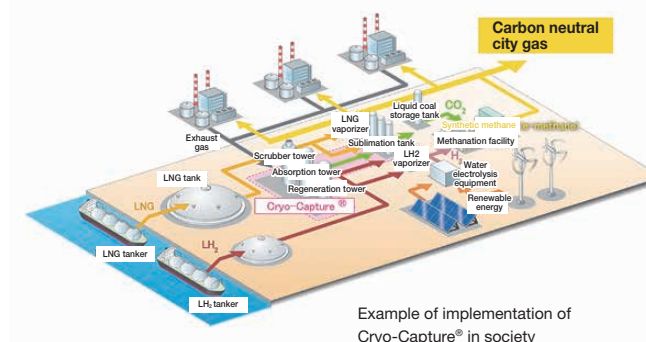 Carbon neutral
city gas
Liquid coal
storage tank
CO2
LNG
vaporizer
Synthetic methane
e-methane
Exhaust
gas
Sublimation tank
Methanation facility
Scrubber tower
LH2
vaporizer
H2
Absorption tower
Water
electrolysis
equipment
LNG tank
Regeneration tower
Renewable
energy
Cryo-Capture®
LNG
LNG tanker
LH2
LH2 tanker
Example of implementation of
Cryo-Capture® in society